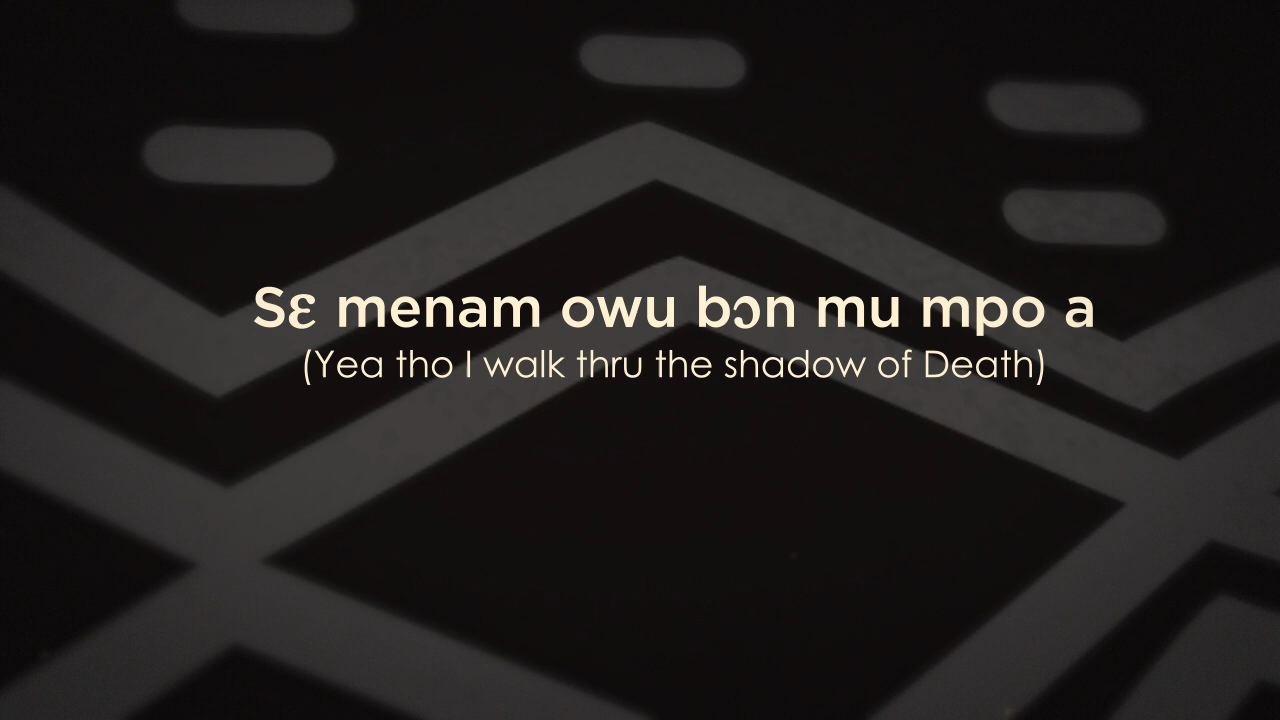 Sɛ menam owu bɔn mu mpo a
(Yea tho I walk thru the shadow of Death)